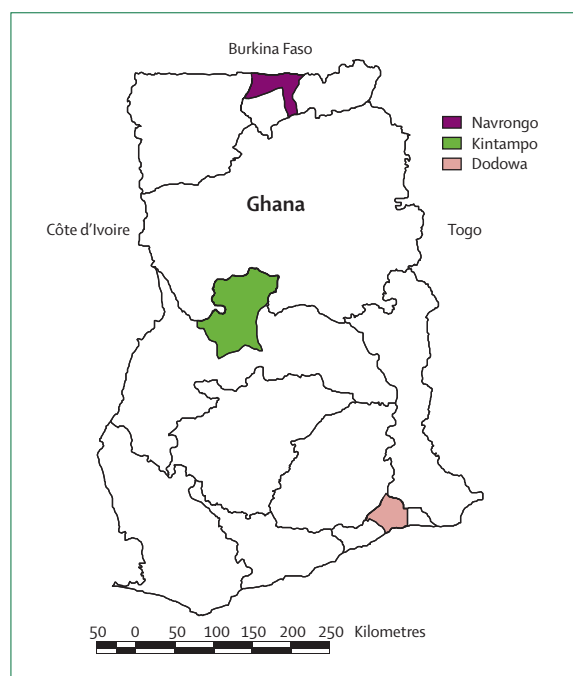 Burkina Faso
Navrongo
Kintampo
Dodowa
Ghana
Côte d’Ivoire
Togo
50 0 50 100 150 200 250 Kilometres